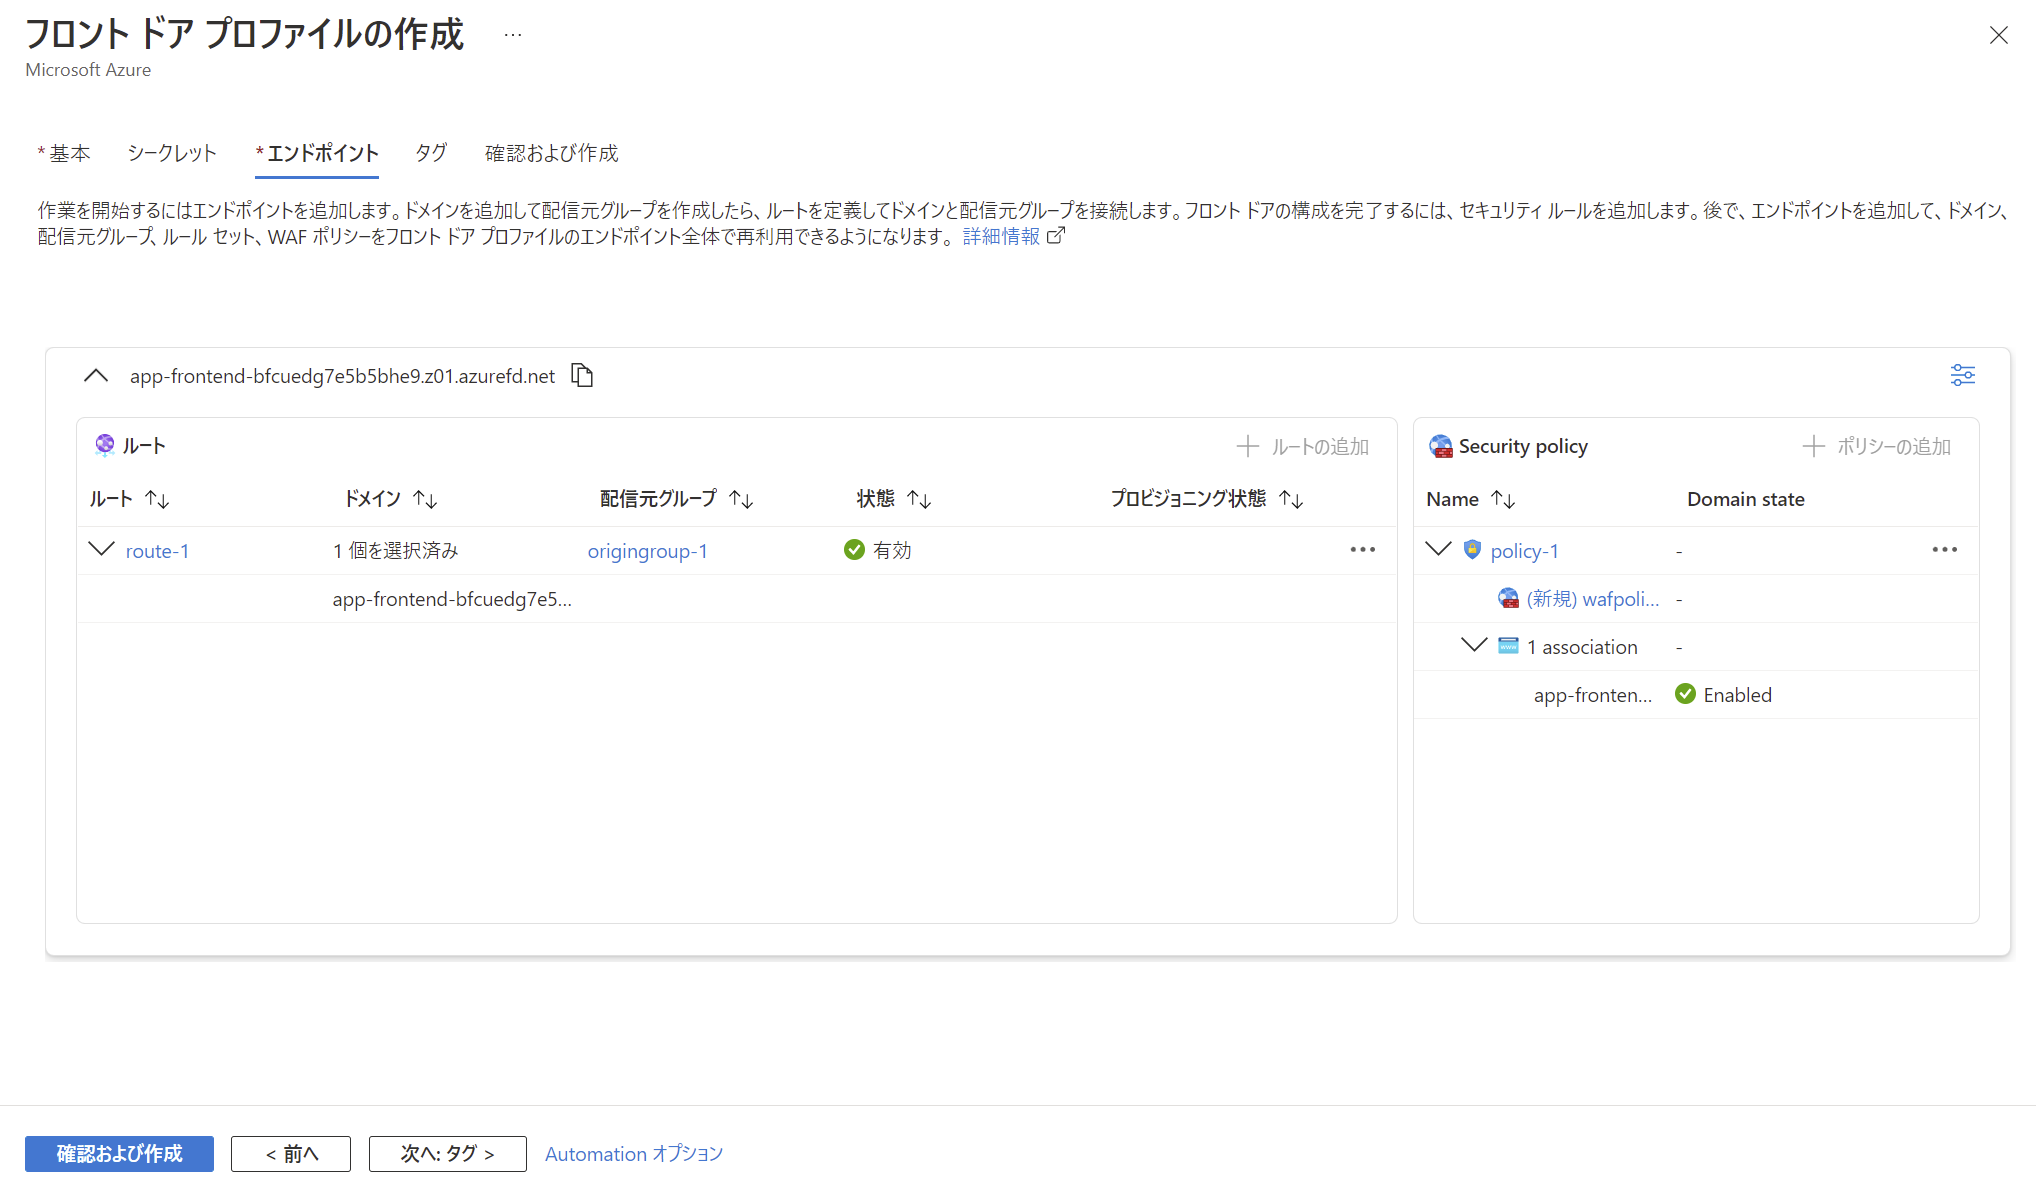 フロント ドア プロファイルの作成 …
Microsoft Azure
*基本 シークレット *エンドポイント タグ 確認および作成
作業を開始するにはエンドポイントを追加します。ドメインを追加して配信元グループを作成したら、ルートを定義してドメインと配信元グループを接続します。フロント ドアの構成を完了するには、セキュリティ ルールを追加します。後で、エンドポイントを追加して、ドメイン、
配信元グループ、ルール セット、WAF ポリシーをフロント ドア プロファイルのエンドポイント全体で再利用できるようになります。 詳細情報
app-frontend-bfcuedg7e5b5bhe9.z01.azurefd.net
ルート ルートの追加
ルート ドメイン 配信元グループ 状態 プロビジョニング状態
route-1 1 個を選択済み origingroup-1 有効
app-frontend-bfcuedg7e5...
Security policy ポリシーの追加
Name Domain state
policy-1 -
(新規) wafpoli... -
1 association -
app-fronten... Enabled
確認および作成 < 前へ 次へ: タグ > Automation オプション